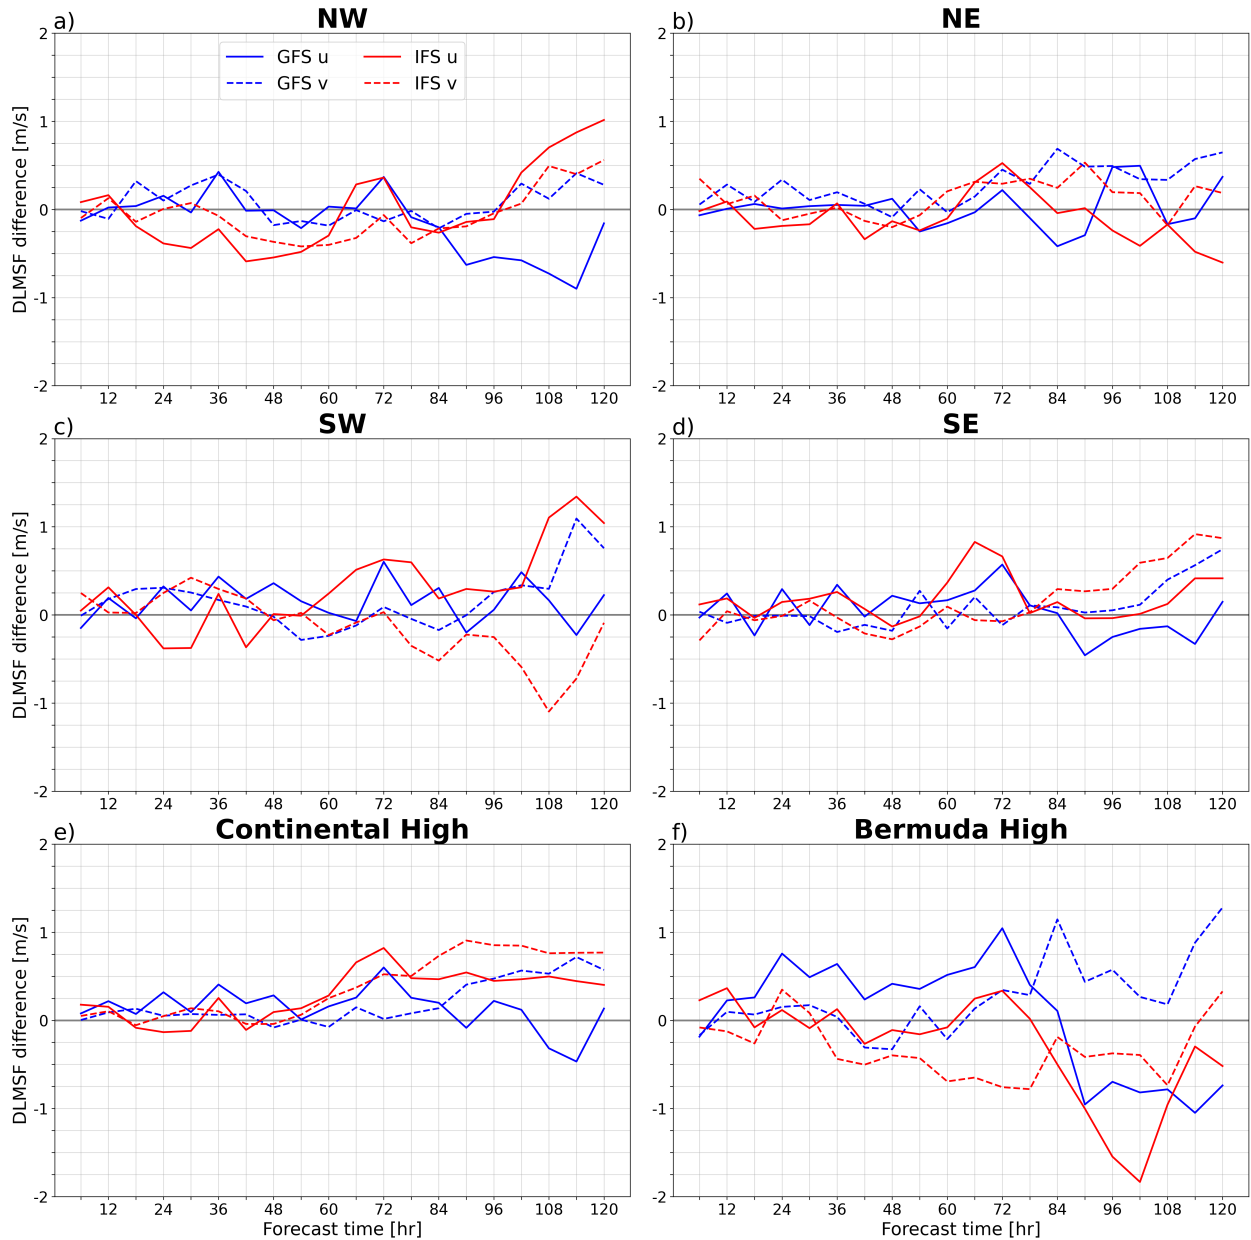 a) NW
b) NE
GFS u IFS u
GFS v IFS v
DLMSF difference [m/s]
2
1
0
-1
-2
12 24 36 48 60 72 84 96 108 120
2
1
0
-1
-2
12 24 36 48 60 72 84 96 108 120
c) SW
d) SE
DLMSF difference [m/s]
2
1
0
-1
-2
12 24 36 48 60 72 84 96 108 120
2
1
0
-1
-2
12 24 36 48 60 72 84 96 108 120
e) Continental High
f) Bermuda High
DLMSF difference [m/s]
2
1
0
-1
-2
12 24 36 48 60 72 84 96 108 120
Forecast time [hr]
2
1
0
-1
-2
12 24 36 48 60 72 84 96 108 120
Forecast time [hr]